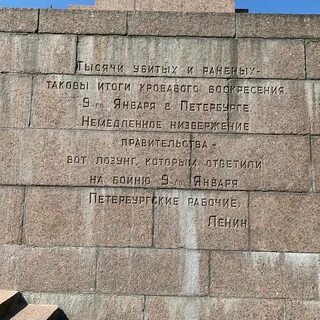 Тысячи убитых и раненых-
таковы итоги кровавого воскресения
9-го Января в Петербурге.
Немедленное низвержение
правительства-
вот лозунг, которым ответили
на бойню 9-го Января
Петербургские рабочие.
Ленин